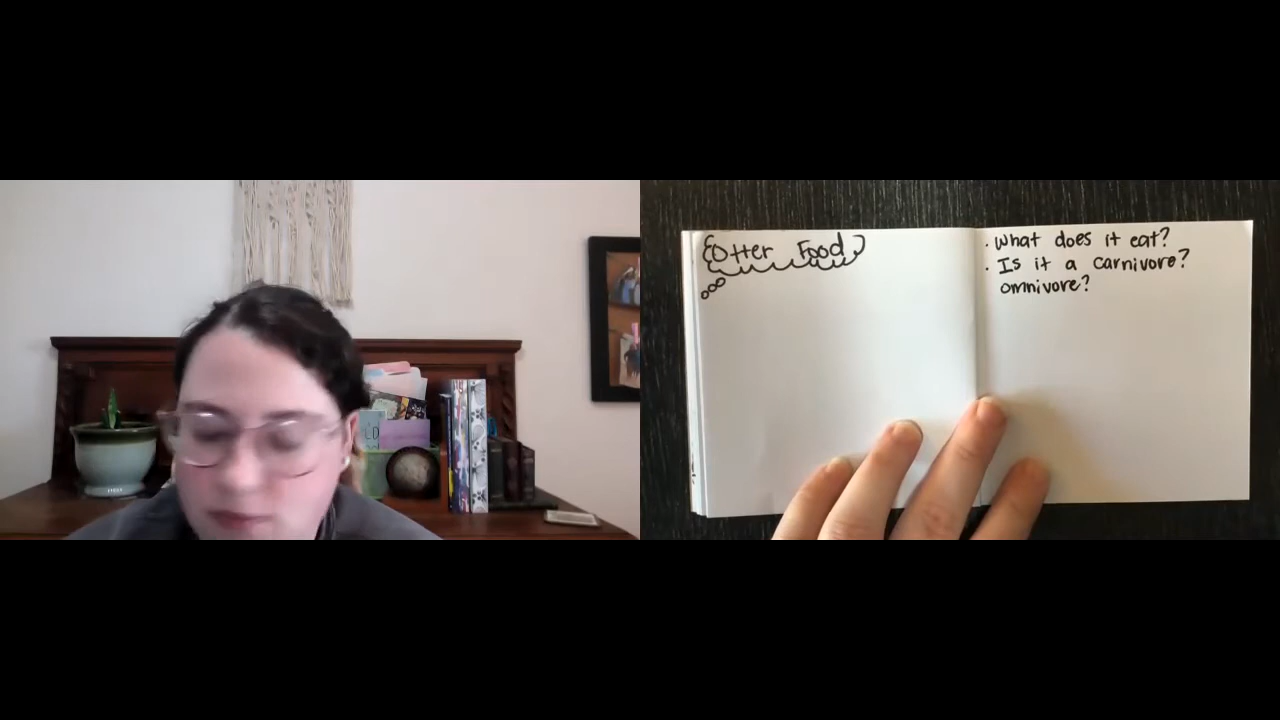 Otter Food
· What does it eat?
· Is it a carnivore?
omnivore?